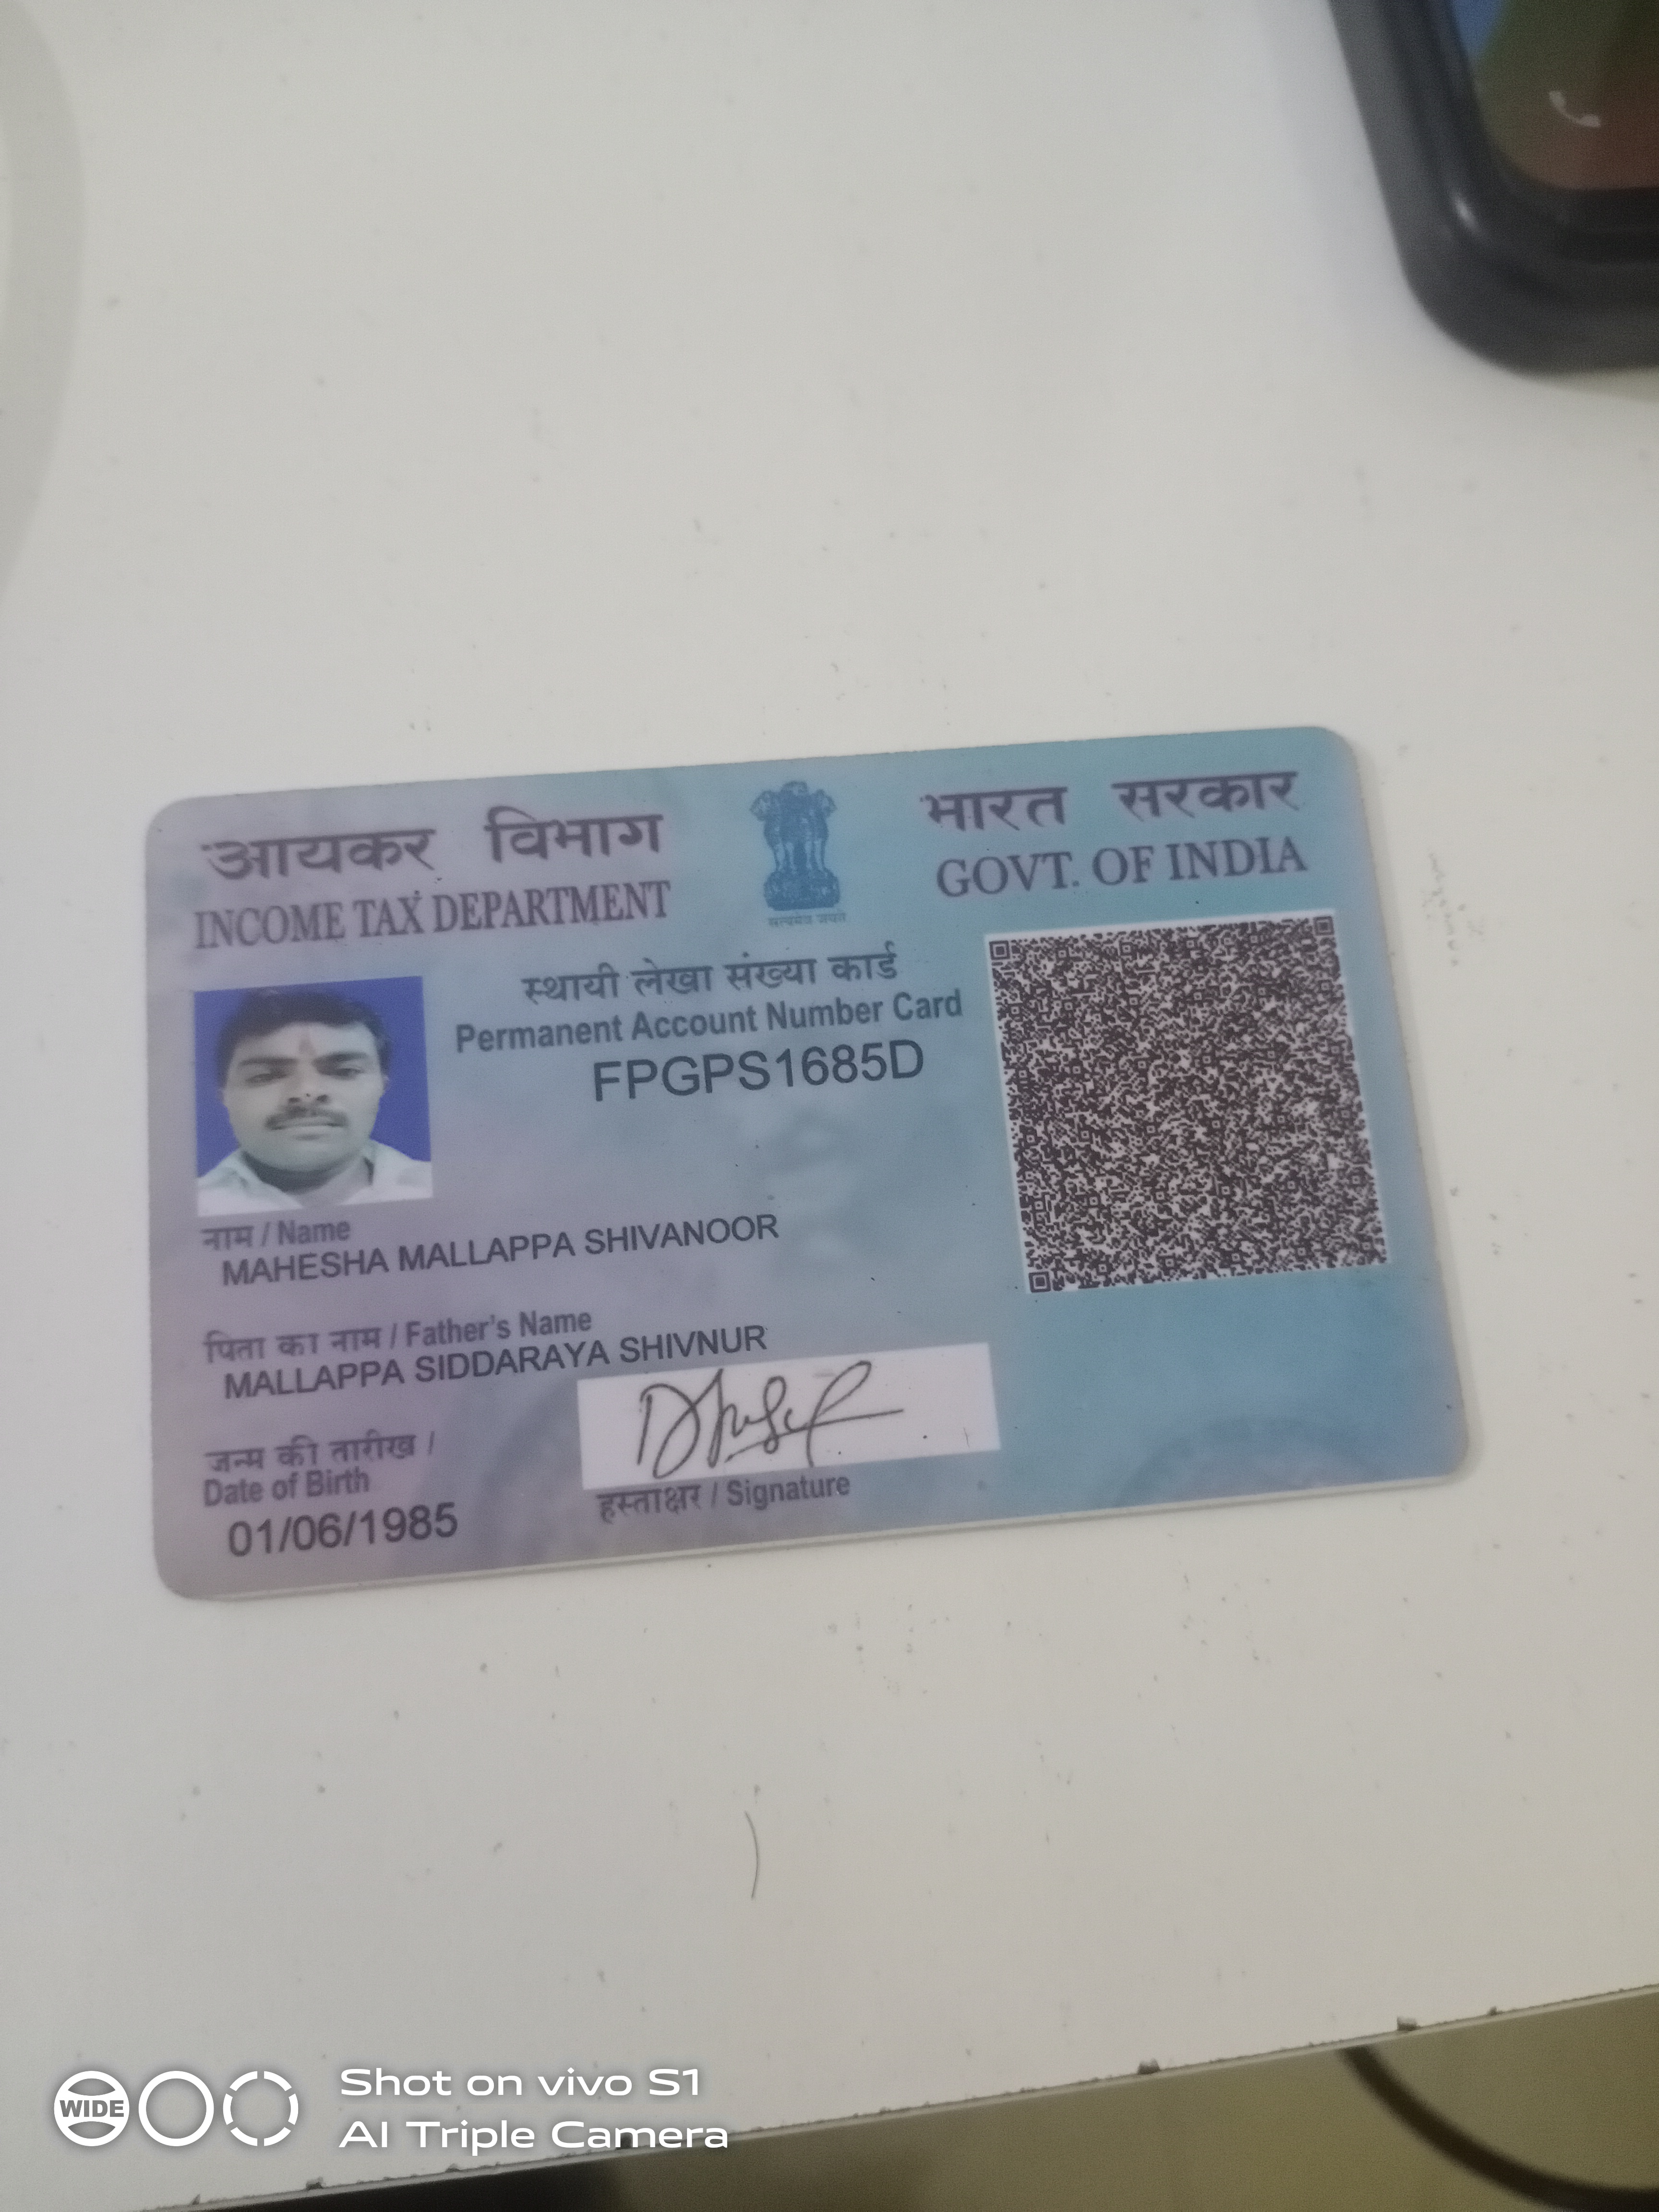 आयकर विभाग
INCOME TAX DEPARTMENT
सत्यमेव जयते
भारत सरकार
GOVT. OF INDIA
स्थायी लेखा संख्या कार्ड
Permanent Account Number Card
FPGPS1685D
नाम / Name
MAHESHA MALLAPPA SHIVANOOR
पिता का नाम / Father's Name
MALLAPPA SIDDARAYA SHIVNUR
जन्म की तारीख /
Date of Birth
01/06/1985
हस्ताक्षर / Signature
WIDE
Shot on vivo S1
AI Triple Camera